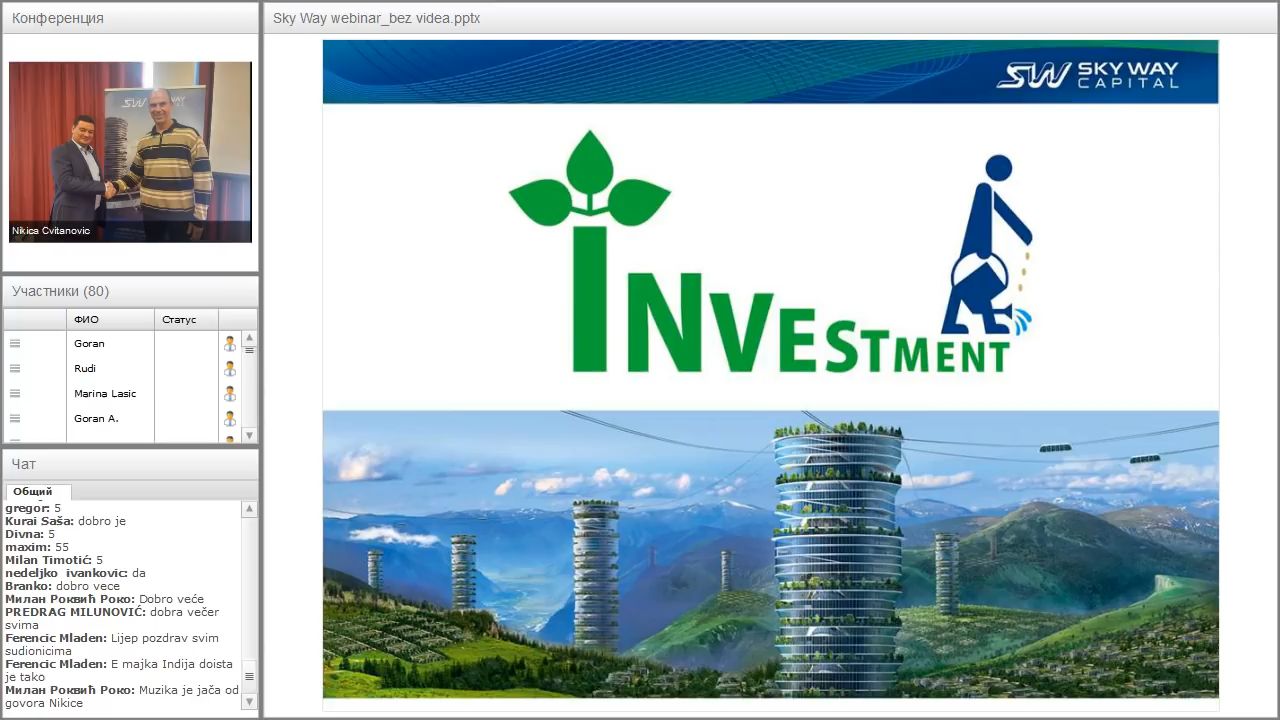 Конференция
Nikica Cvitanovic
Участники (80)
ФИО Статус
Goran
Rudi
Marina Lasic
Goran A.
Чат
Общий
gregor: 5
Kurai Saša: dobro je
Divna: 5
maxim: 55
Milan Timotić: 5
nedeljko ivankovic: da
Branko: dobro vece
Милан Роквић Роко: Dobro veče
PREDRAG MILUNOVIĆ: dobra večer
svima
Ferencic Mladen: Lijep pozdrav svim
sudionicima
Ferencic Mladen: Ella ndija doista
je tako
Милан Роквић Роко: Muzika je jača od
govora Nikice
Sky Way webinar_bez videa.pptx
SW SKY WAY
CAPITAL
INVESTMENT